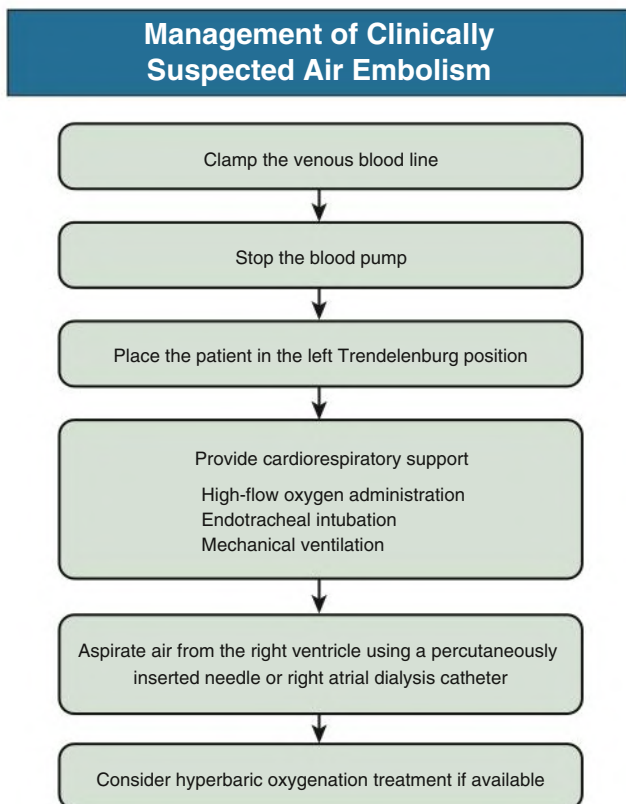 Management of Clinically
Suspected Air Embolism
Clamp the venous blood line
Stop the blood pump
Place the patient in the left Trendelenburg position
Provide cardiorespiratory support
High-flow oxygen administration
Endotracheal intubation
Mechanical ventilation
Aspirate air from the right ventricle using a percutaneously
inserted needle or right atrial dialysis catheter
Consider hyperbaric oxygenation treatment if available